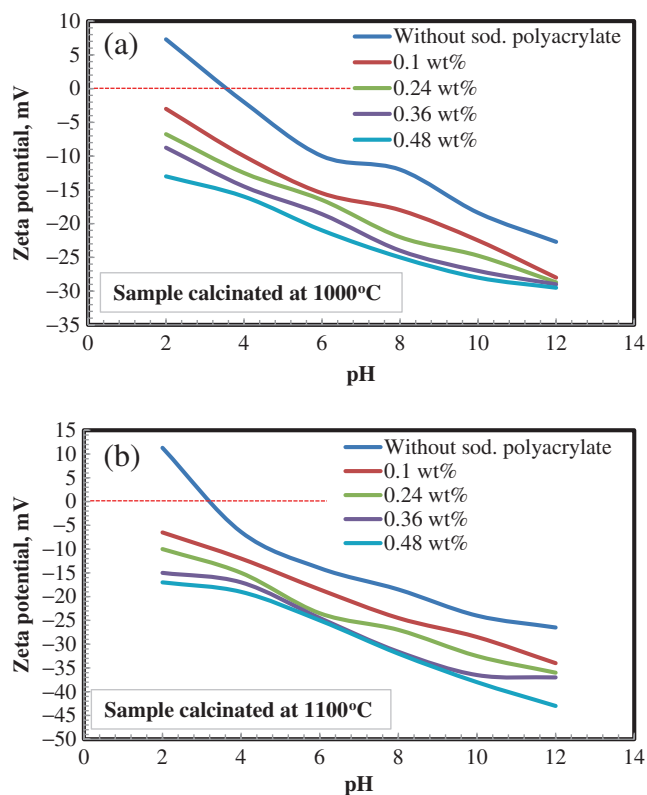 (a)
Without sod. polyacrylate
0.1 wt%
0.24 wt%
0.36 wt%
0.48 wt%
10
5
0
−5
−10
−15
−20
−25
−30
−35
Zeta potential, mV
Sample calcinated at 1000°C
0 2 4 6 8 10 12 14
pH
(b)
Without sod. polyacrylate
0.1 wt%
0.24 wt%
0.36 wt%
0.48 wt%
15
10
5
0
−5
−10
−15
−20
−25
−30
−35
−40
−45
−50
Zeta potential, mV
Sample calcinated at 1100°C
0 2 4 6 8 10 12 14
pH